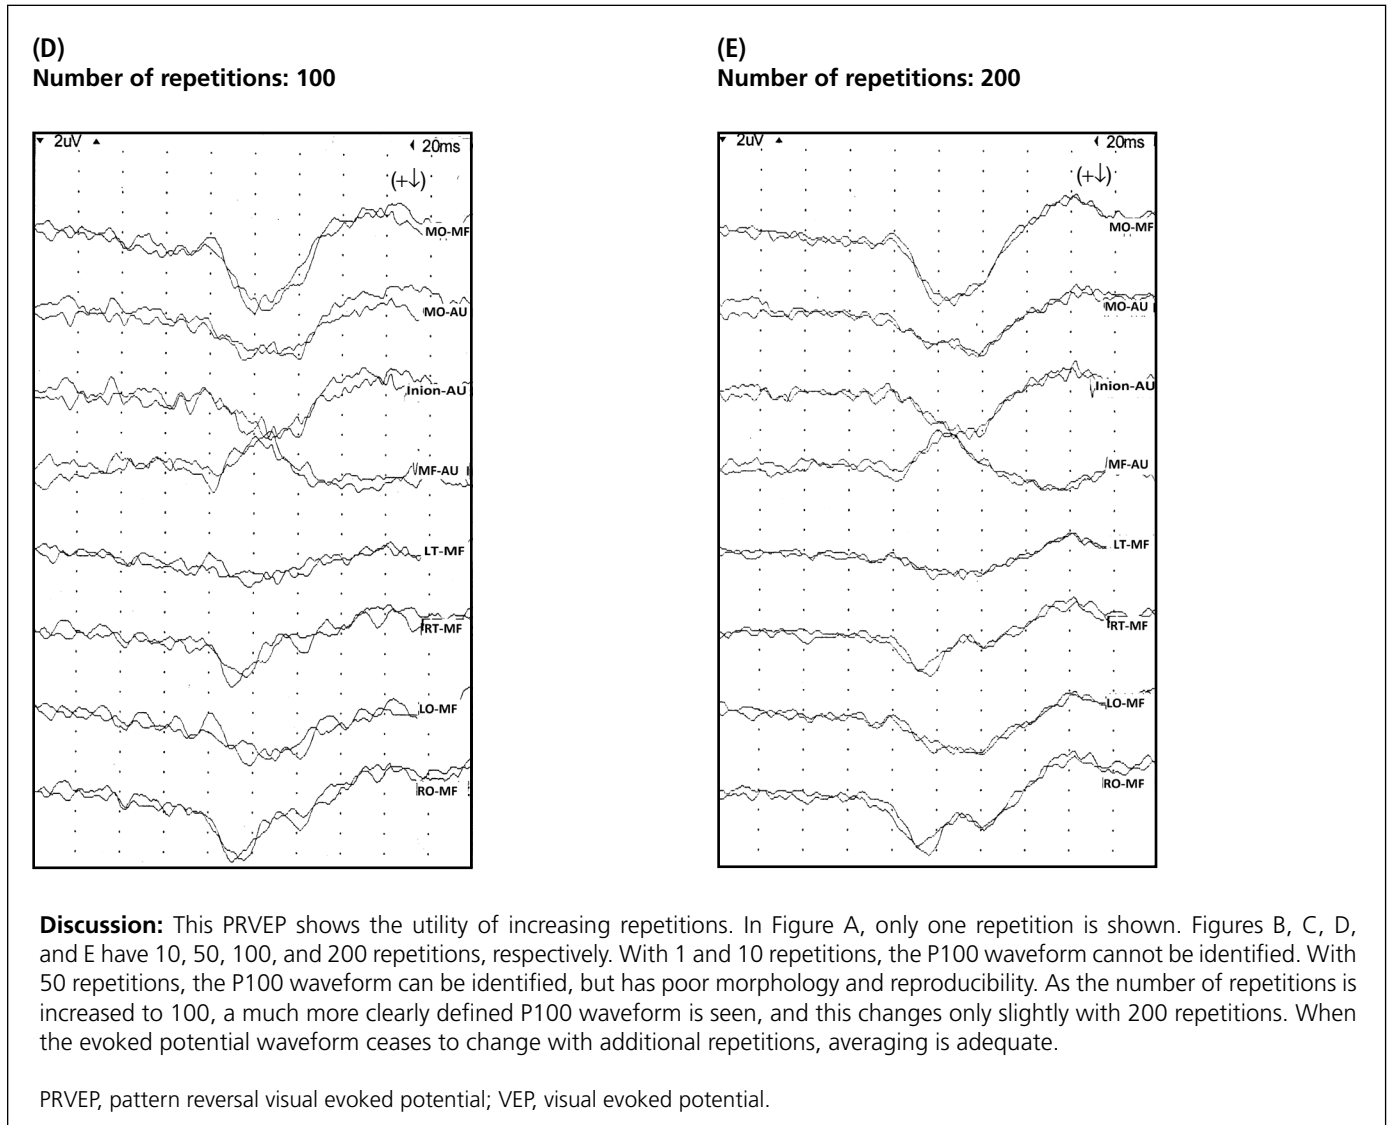 (D)
Number of repetitions: 100
2uV
20ms
(+↓)
MO-MF
MO-AU
Inion-AU
MF-AU
LT-MF
RT-MF
LO-MF
RO-MF
(E)
Number of repetitions: 200
2uV
20ms
(+↓)
MO-MF
MO-AU
Inion-AU
MF-AU
LT-MF
RT-MF
LO-MF
RO-MF
Discussion: This PRVEP shows the utility of increasing repetitions. In Figure A, only one repetition is shown. Figures B, C, D,
and E have 10, 50, 100, and 200 repetitions, respectively. With 1 and 10 repetitions, the P100 waveform cannot be identified. With
50 repetitions, the P100 waveform can be identified, but has poor morphology and reproducibility. As the number of repetitions is
increased to 100, a much more clearly defined P100 waveform is seen, and this changes only slightly with 200 repetitions. When
the evoked potential waveform ceases to change with additional repetitions, averaging is adequate.
PRVEP, pattern reversal visual evoked potential; VEP, visual evoked potential.